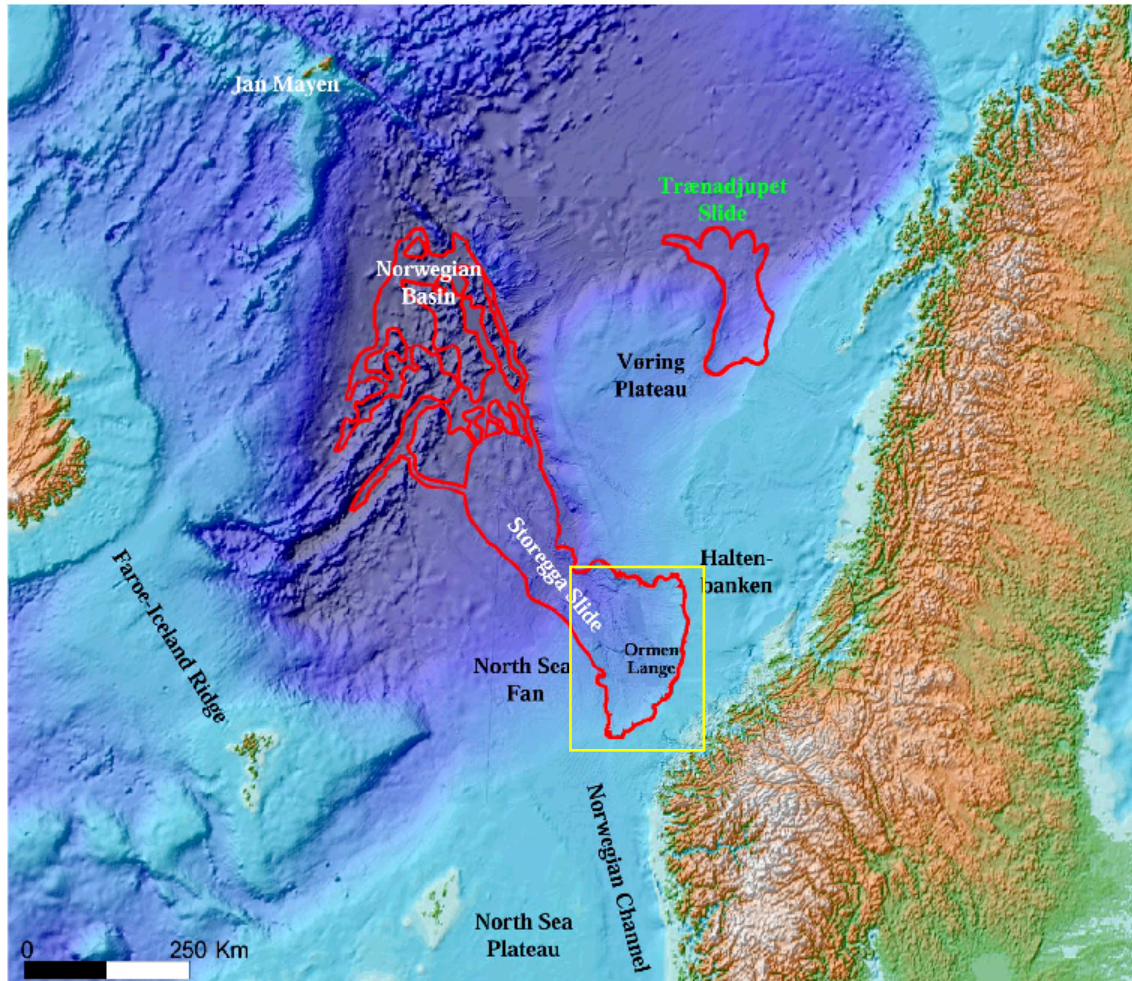 Jan Mayen
Trænadjupet
Slide
Norwegian
Basin
Vøring
Plateau
Storegga Slide
Halten-
banken
Faroe-Iceland Ridge
Ormen
Lange
North Sea
Fan
Norwegian Channel
North Sea
Plateau
0 250 Km